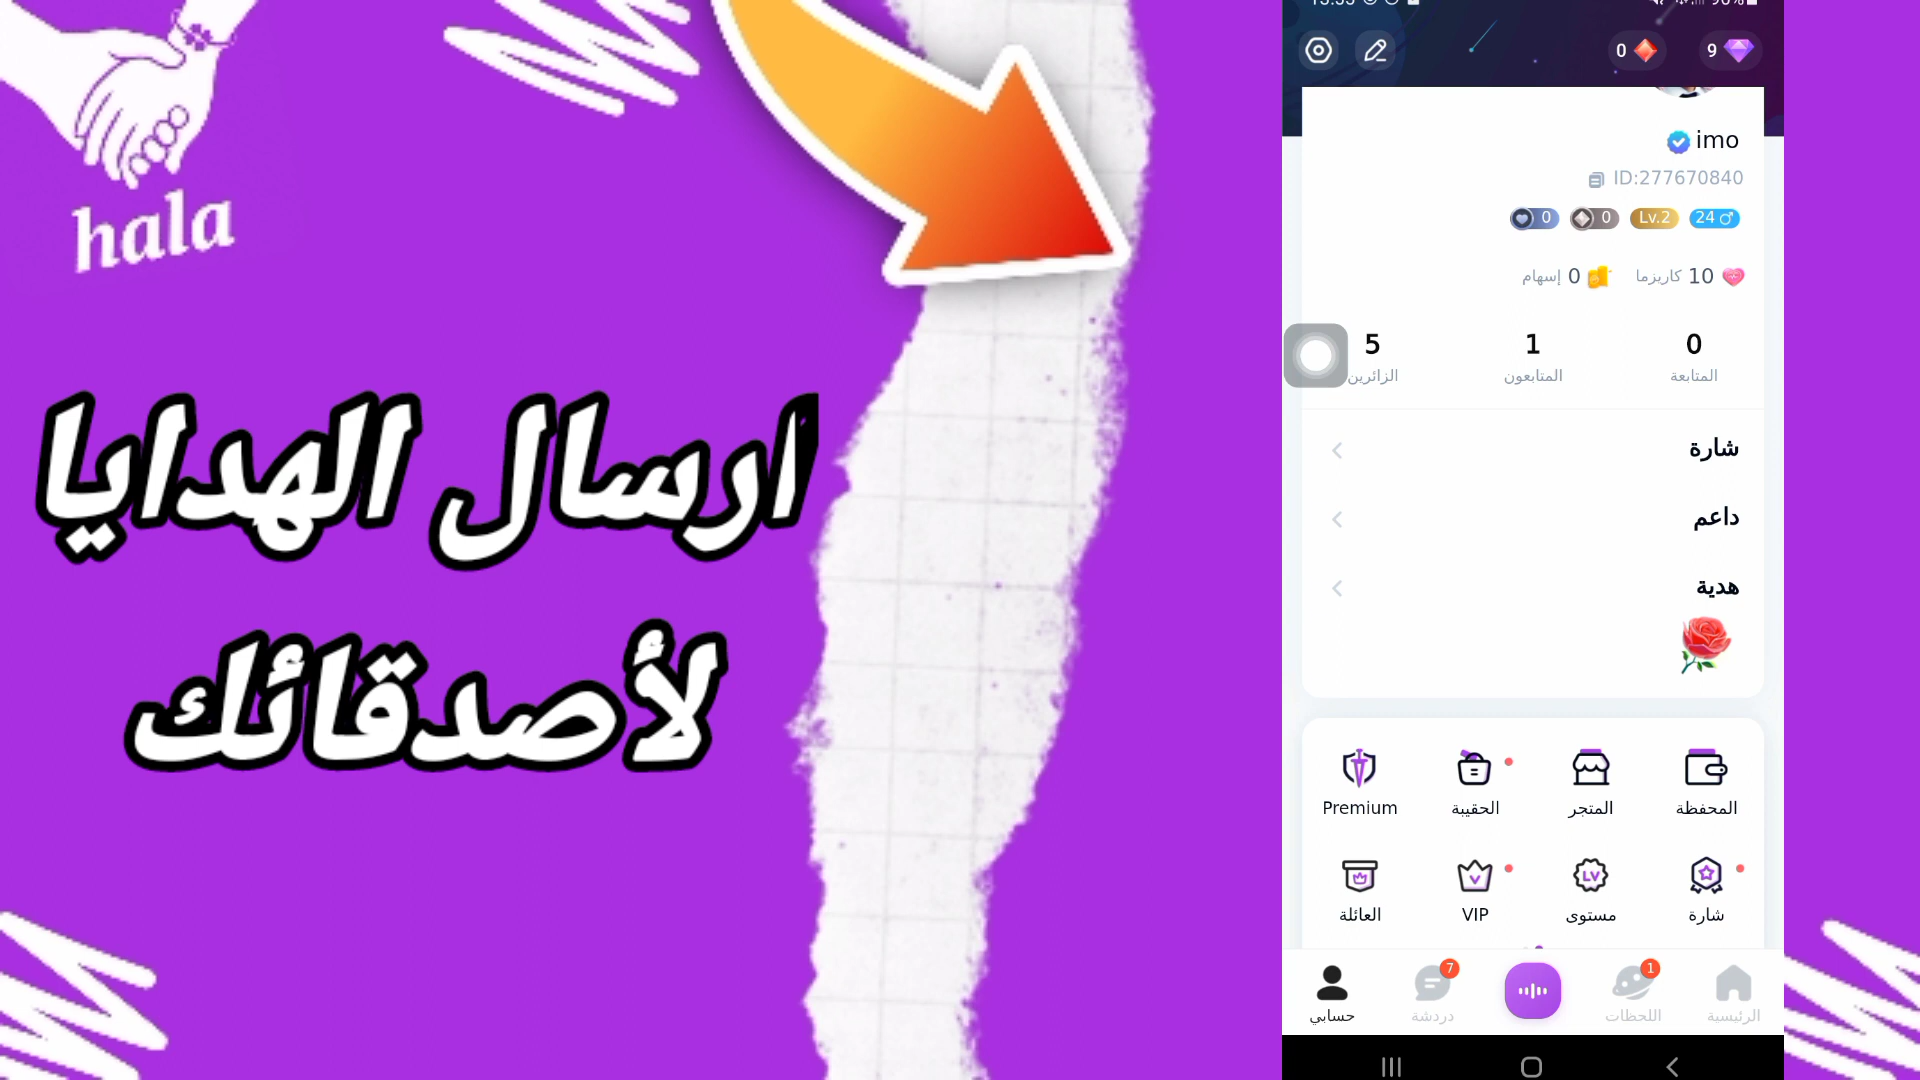 hala
ارسال الهدايا
لأصدقائك
0
9
imo
ID:277670840
24 Lv.2 0 0
10 كاريزما 0 إسهام
0 1 5
المتابعة المتابعون الزائرين
شارة
داعم
هدية
المحفظة المتجر الحقيبة Premium
LV V
شارة مستوى VIP العائلة
1 7
الرئيسية اللحظات دردشة حسابي